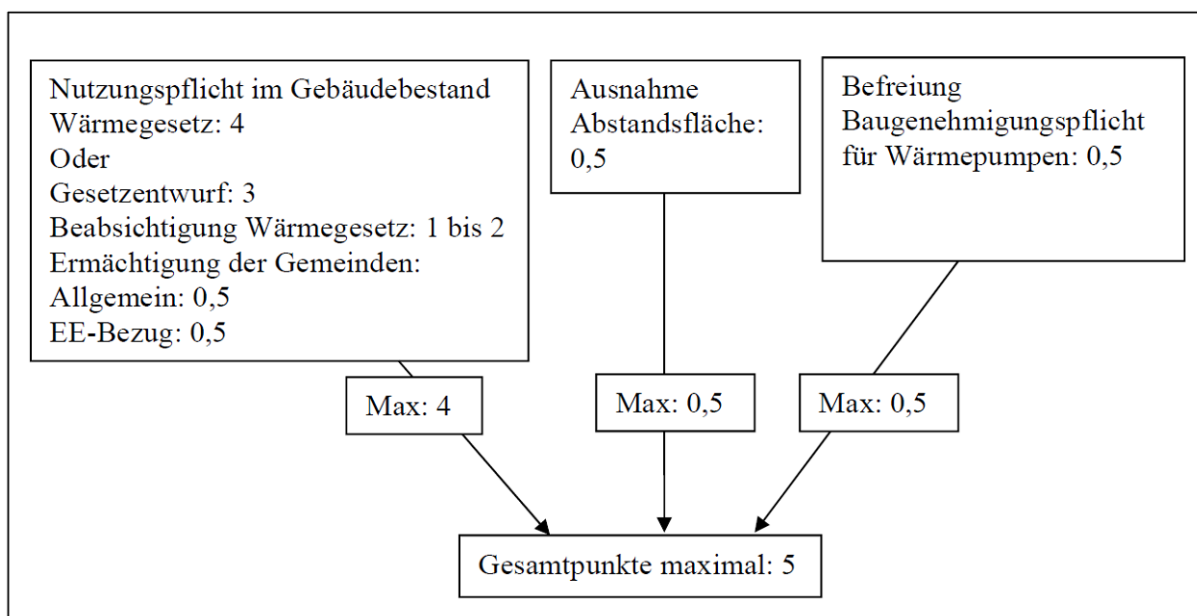 Nutzungspflicht im Gebäudebestand
Wärmegesetz: 4
Oder
Gesetzentwurf: 3
Beabsichtigung Wärmegesetz: 1 bis 2
Ermächtigung der Gemeinden:
Allgemein: 0,5
EE-Bezug: 0,5
Ausnahme
Abstandsfläche:
0,5
Befreiung
Baugenehmigungspflicht
für Wärmepumpen: 0,5
Max: 4
Max: 0,5
Max: 0,5
Gesamtpunkte maximal: 5